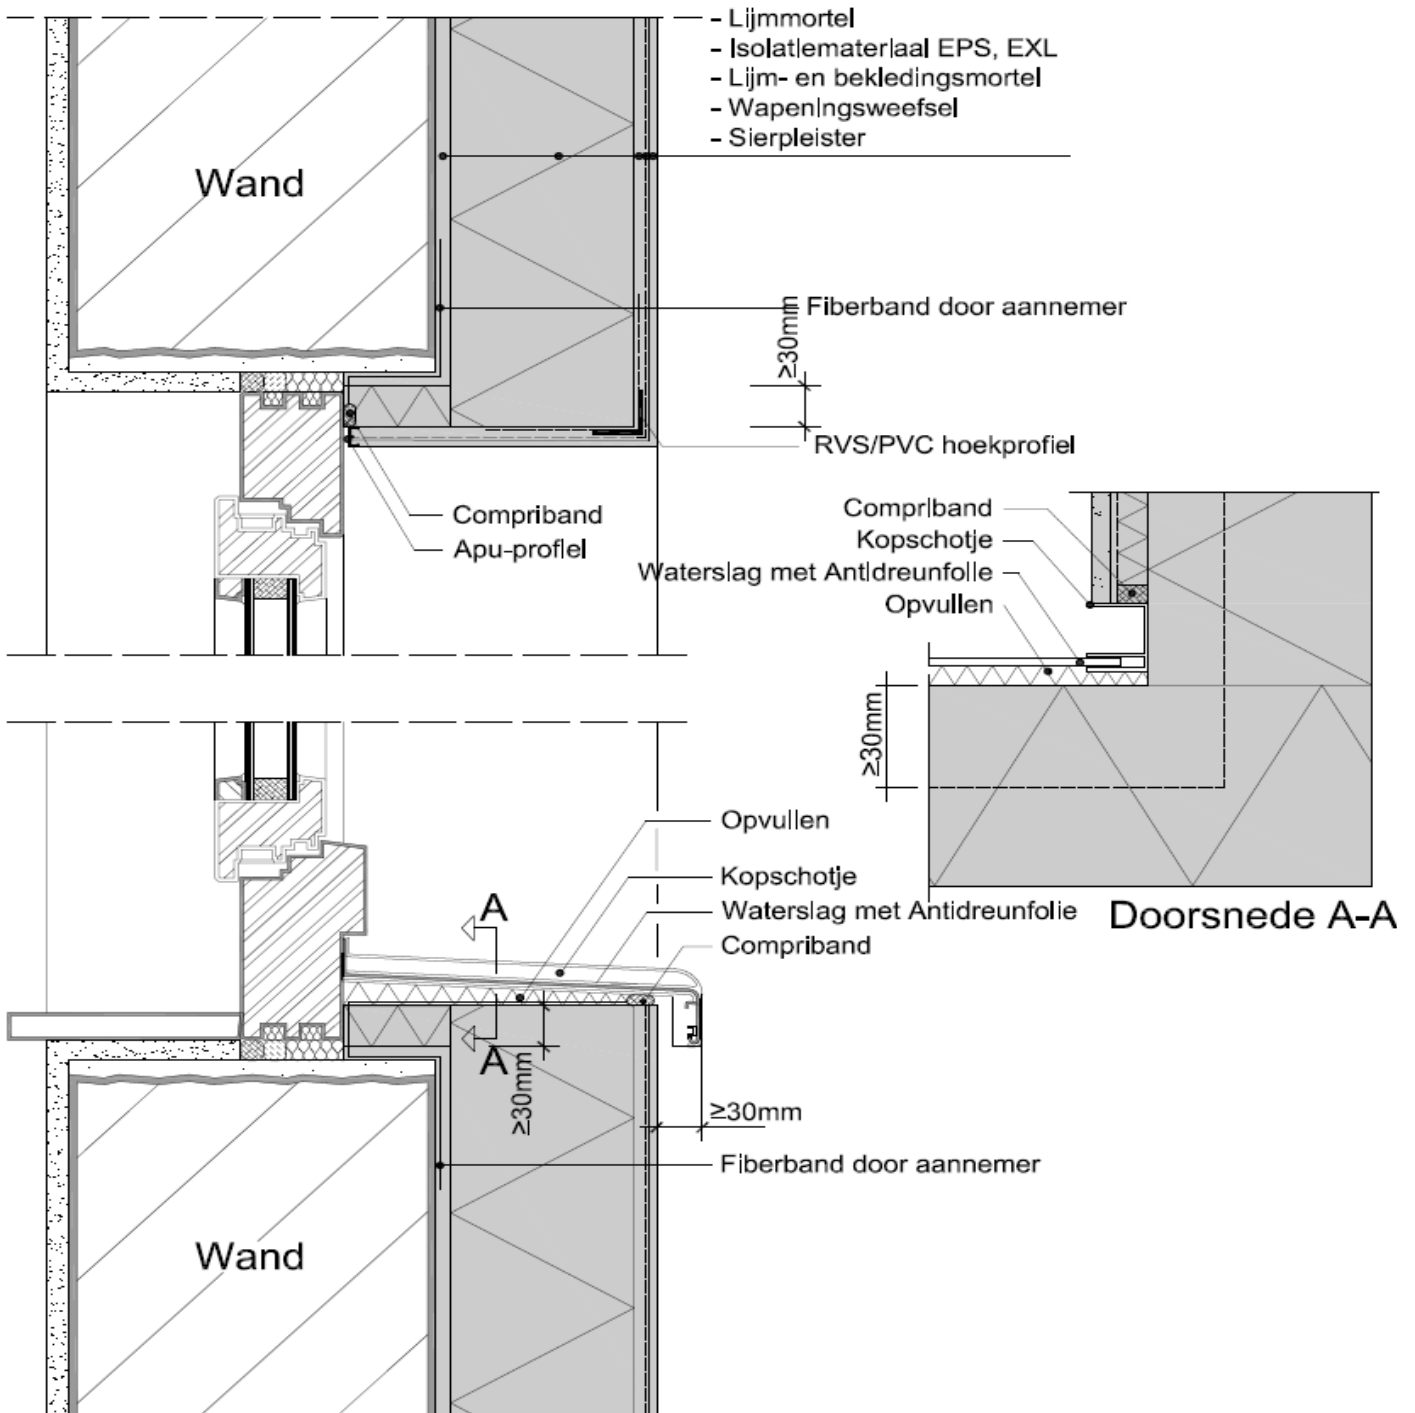 - Lijmmortel
- Isolatiemateriaal EPS, EXL
- Lijm- en bekledingsmortel
- Wapeningsweefsel
- Sierpleister
Wand
≥30mm
Fiberband door aannemer
RVS/PVC hoekprofiel
Compriband
Apu-profiel
Compriband
Kopschotje
Waterslag met Antidreunfolie
Opvullen
≥30mm
Doorsnede A-A
Opvullen
Kopschotje
Waterslag met Antidreunfolie
Compriband
A
A
≥30mm
≥30mm
Fiberband door aannemer
Wand